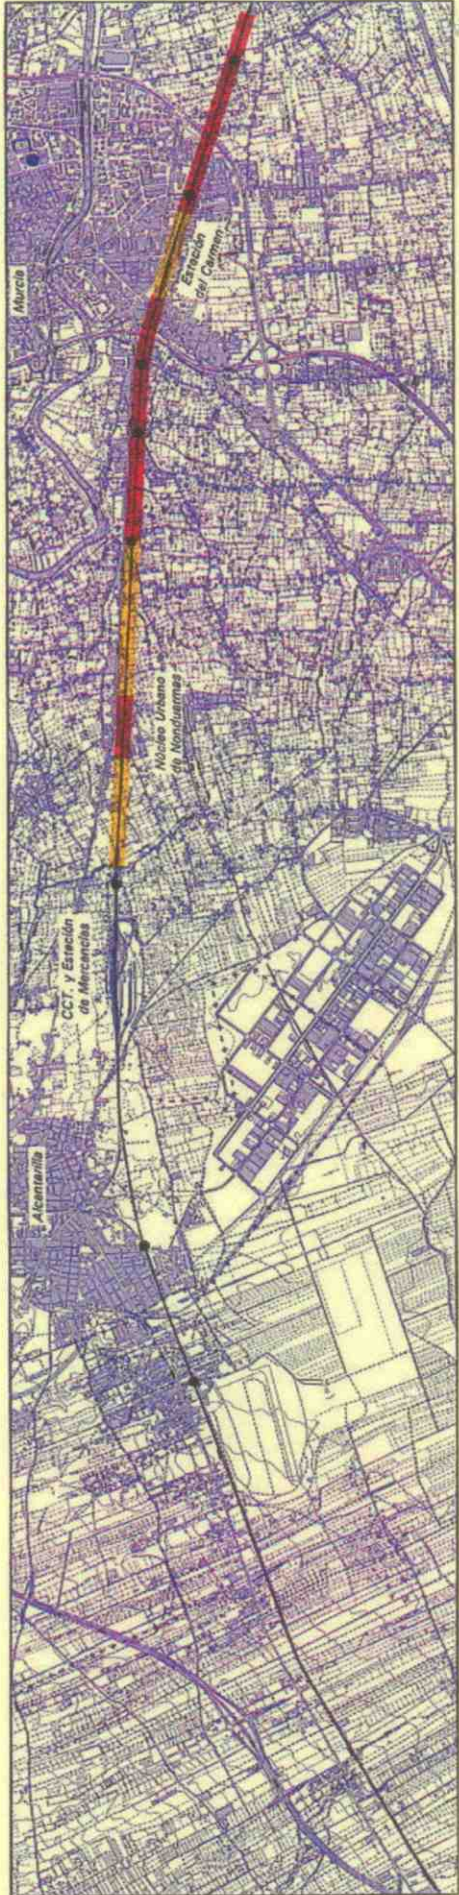 Murcia
Estación
del Carmen
Núcleo Urbano
de Nonduermas
CCT. y Estación
de Mercancías
Alcantarilla